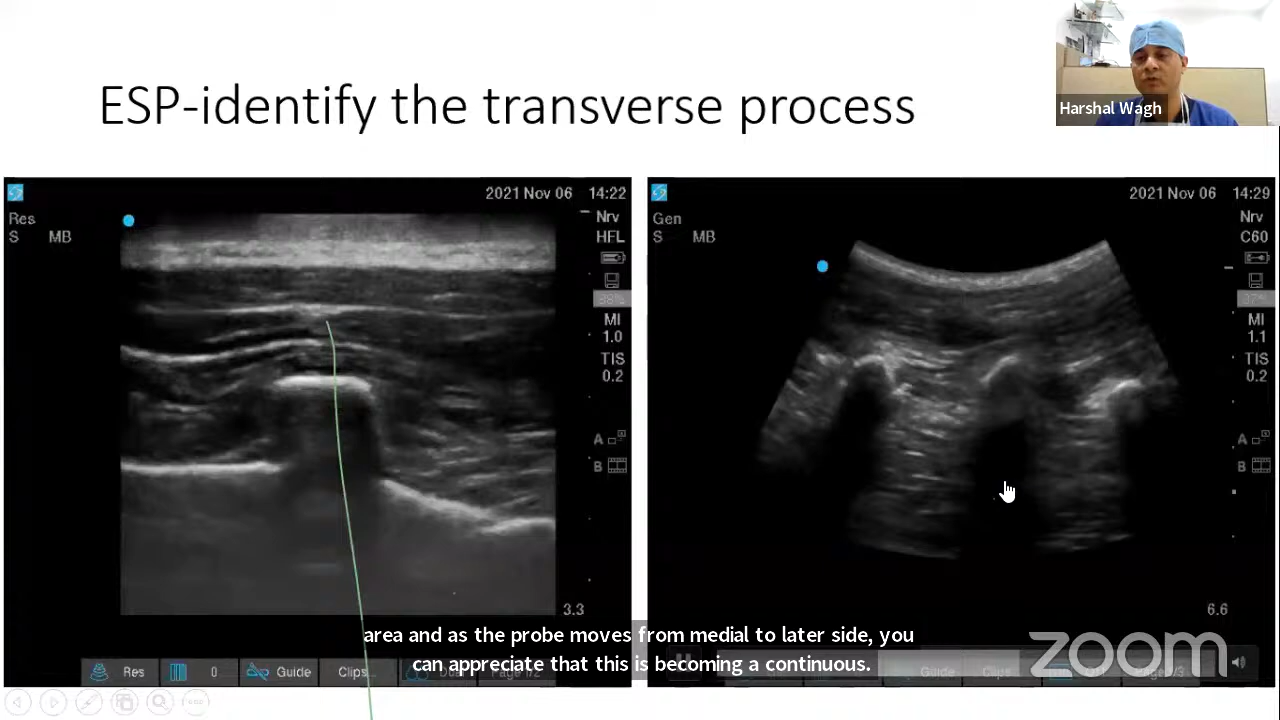 ESP-identify the transverse process
Harshal Wagh
2021 Nov 06 14:22
Res
S MB
Nrv
HFL
MI
1.0
TIS
0.2
A
B
3.3
Res
0
Guide
Clips
2021 Nov 06 14:29
Gen
S MB
Nrv
C60
37%
MI
1.1
TIS
0.2
A
B
6.6
Guide
Clips
area and as the probe moves from medial to later side, you
can appreciate that this is becoming a continuous.
zoom